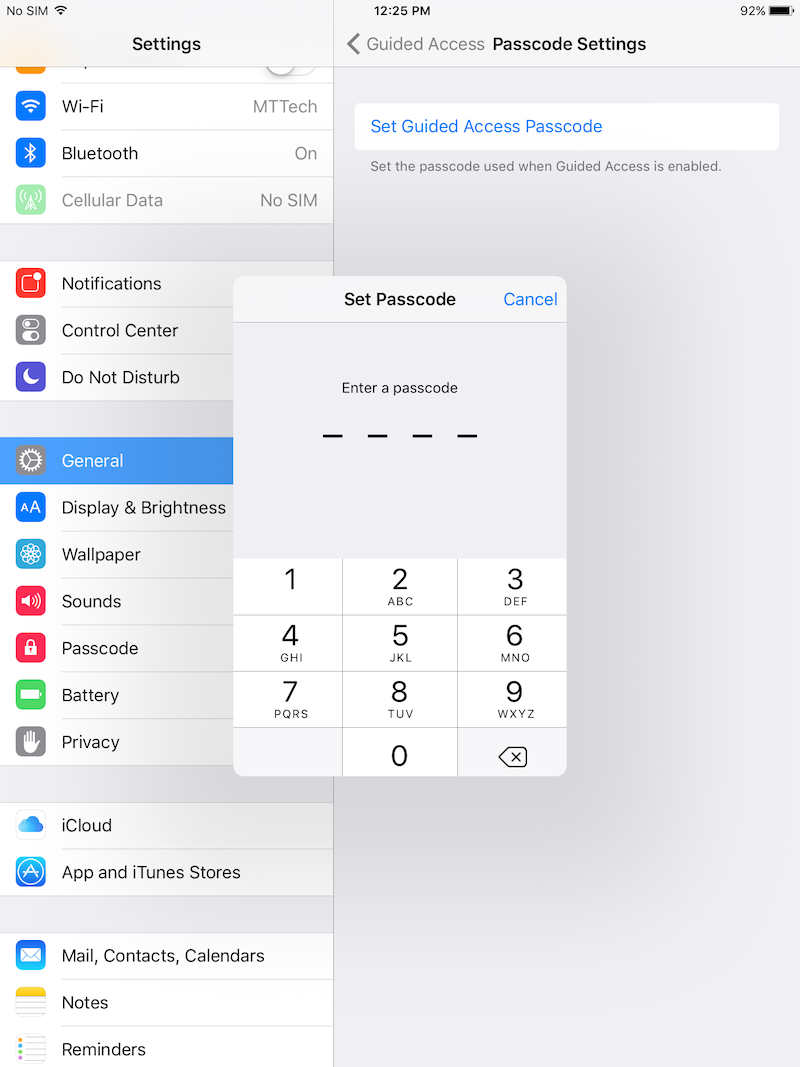 No SIM 12:25 PM 92%
Settings
Guided Access Passcode Settings
Wi-Fi MTTech
Bluetooth On
Cellular Data No SIM
Notifications
Control Center
Do Not Disturb
General
AA Display & Brightness
Wallpaper
Sounds
Passcode
Battery
Privacy
iCloud
App and iTunes Stores
Mail, Contacts, Calendars
Notes
Reminders
Set Guided Access Passcode
Set the passcode used when Guided Access is enabled.
Set Passcode Cancel
Enter a passcode
1 2 3
ABC DEF
4 5 6
GHI JKL MNO
7 8 9
PQRS TUV WXYZ
0